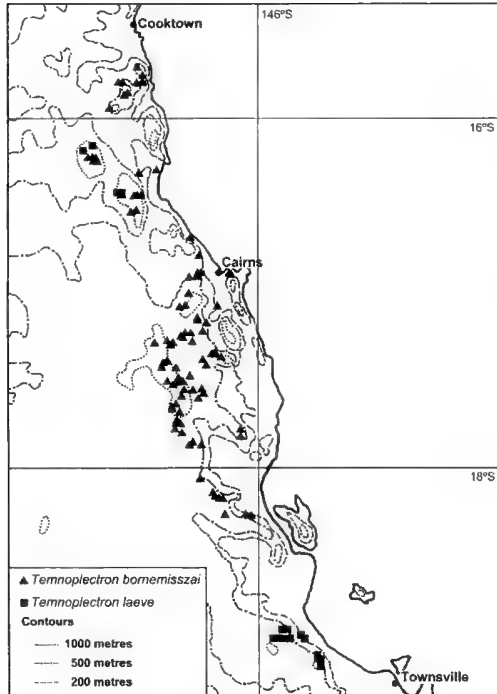 Cooktown
146ºS
16ºS
Cairns
18ºS
Temnoplectron bornemisszai
Temnoplectron laeve
Contours
1000 metres
500 metres
200 metres
Townsville